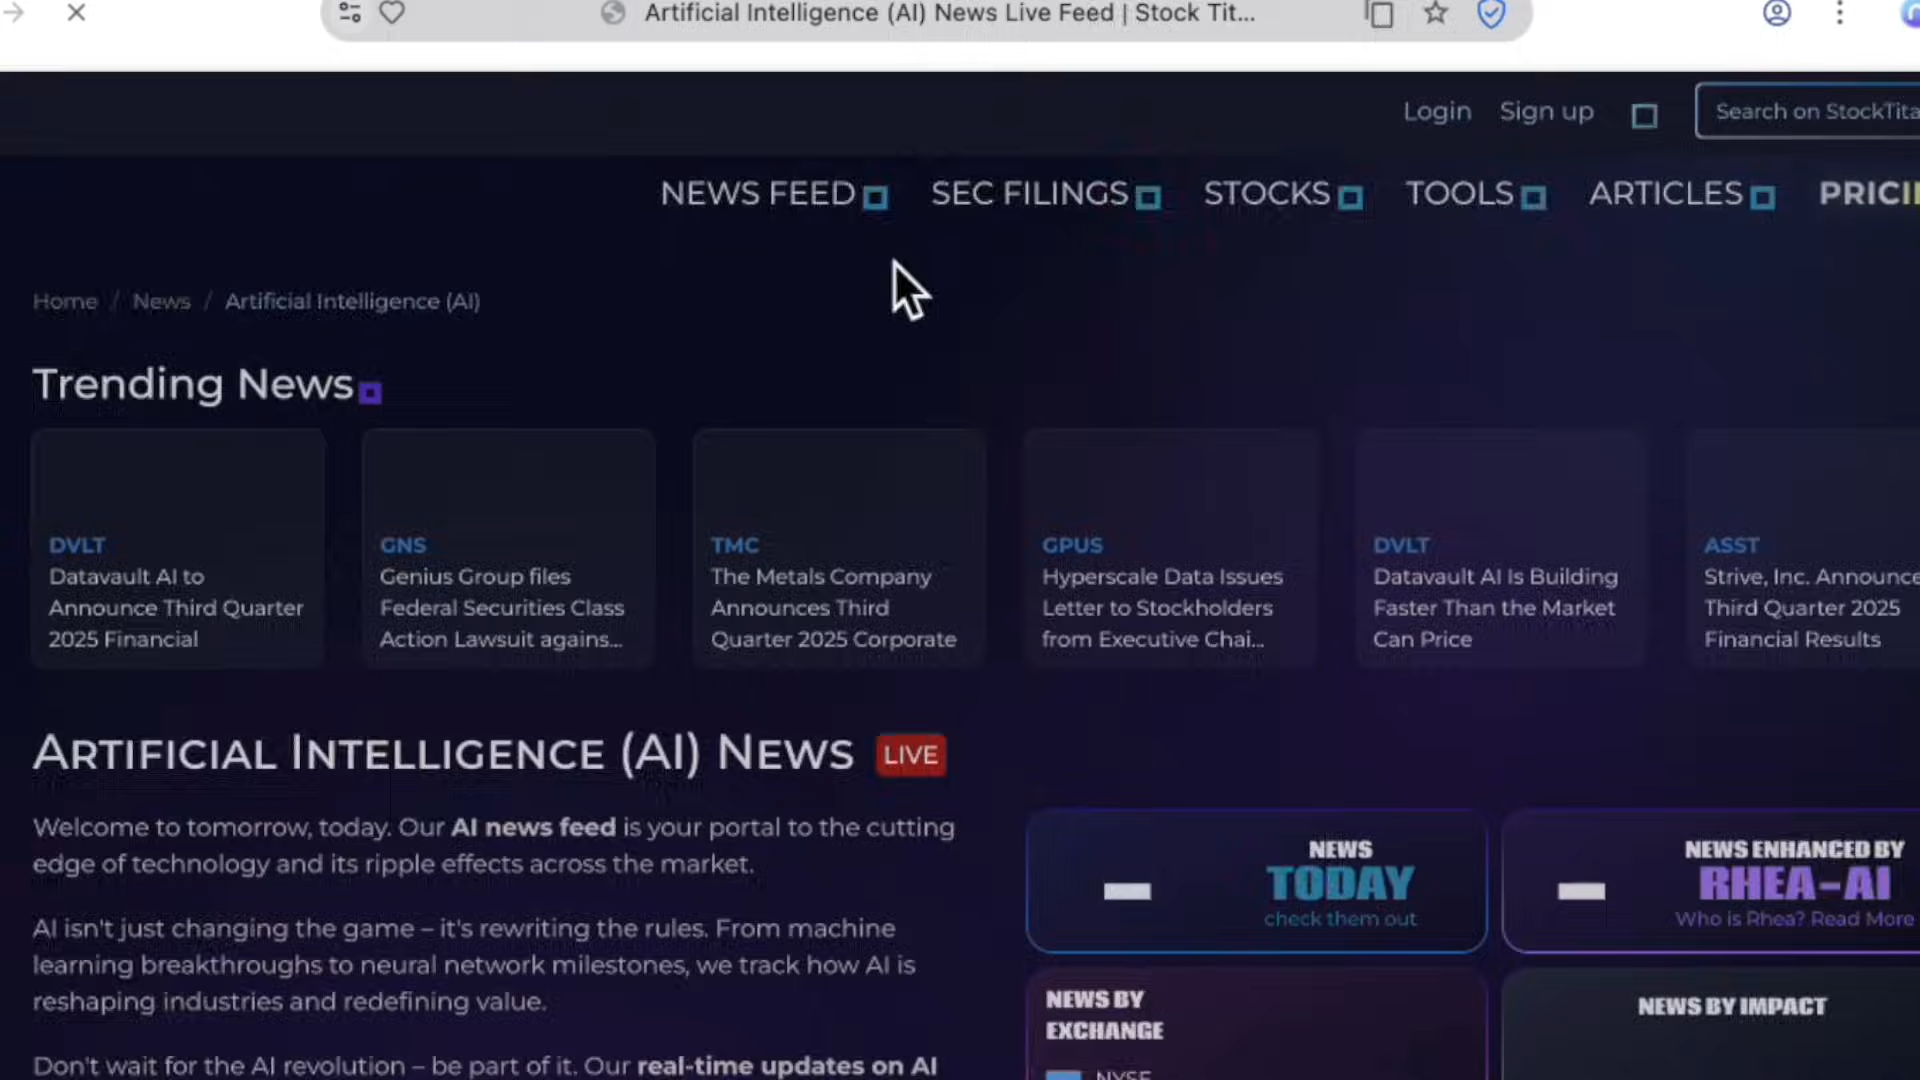 Artificial Intelligence (AI) News Live Feed | Stock Tit...
Login Sign up Search on StockTita
NEWS FEED SEC FILINGS STOCKS TOOLS ARTICLES
Home / News / Artificial Intelligence (AI)
Trending News
DVLT
Datavault AI to
Announce Third Quarter
2025 Financial
GNS
Genius Group files
Federal Securities Class
Action Lawsuit agains...
TMC
The Metals Company
Announces Third
Quarter 2025 Corporate
GPUS
Hyperscale Data Issues
Letter to Stockholders
from Executive Chai...
DVLT
Datavault AI Is Building
Faster Than the Market
Can Price
ASST
Strive, Inc. Announce
Third Quarter 2025
Financial Results
ARTIFICIAL INTELLIGENCE (AI) NEWS LIVE
Welcome to tomorrow, today. Our AI news feed is your portal to the cutting
edge of technology and its ripple effects across the market.
AI isn't just changing the game – it's rewriting the rules. From machine
learning breakthroughs to neural network milestones, we track how AI is
reshaping industries and redefining value.
Don't wait for the AI revolution – be part of it. Our real-time updates on AI
NEWS
TODAY
check them out
NEWS ENHANCED BY
RHEA-AI
Who is Rhea? Read More
NEWS BY
EXCHANGE
NYSE
NEWS BY IMPACT